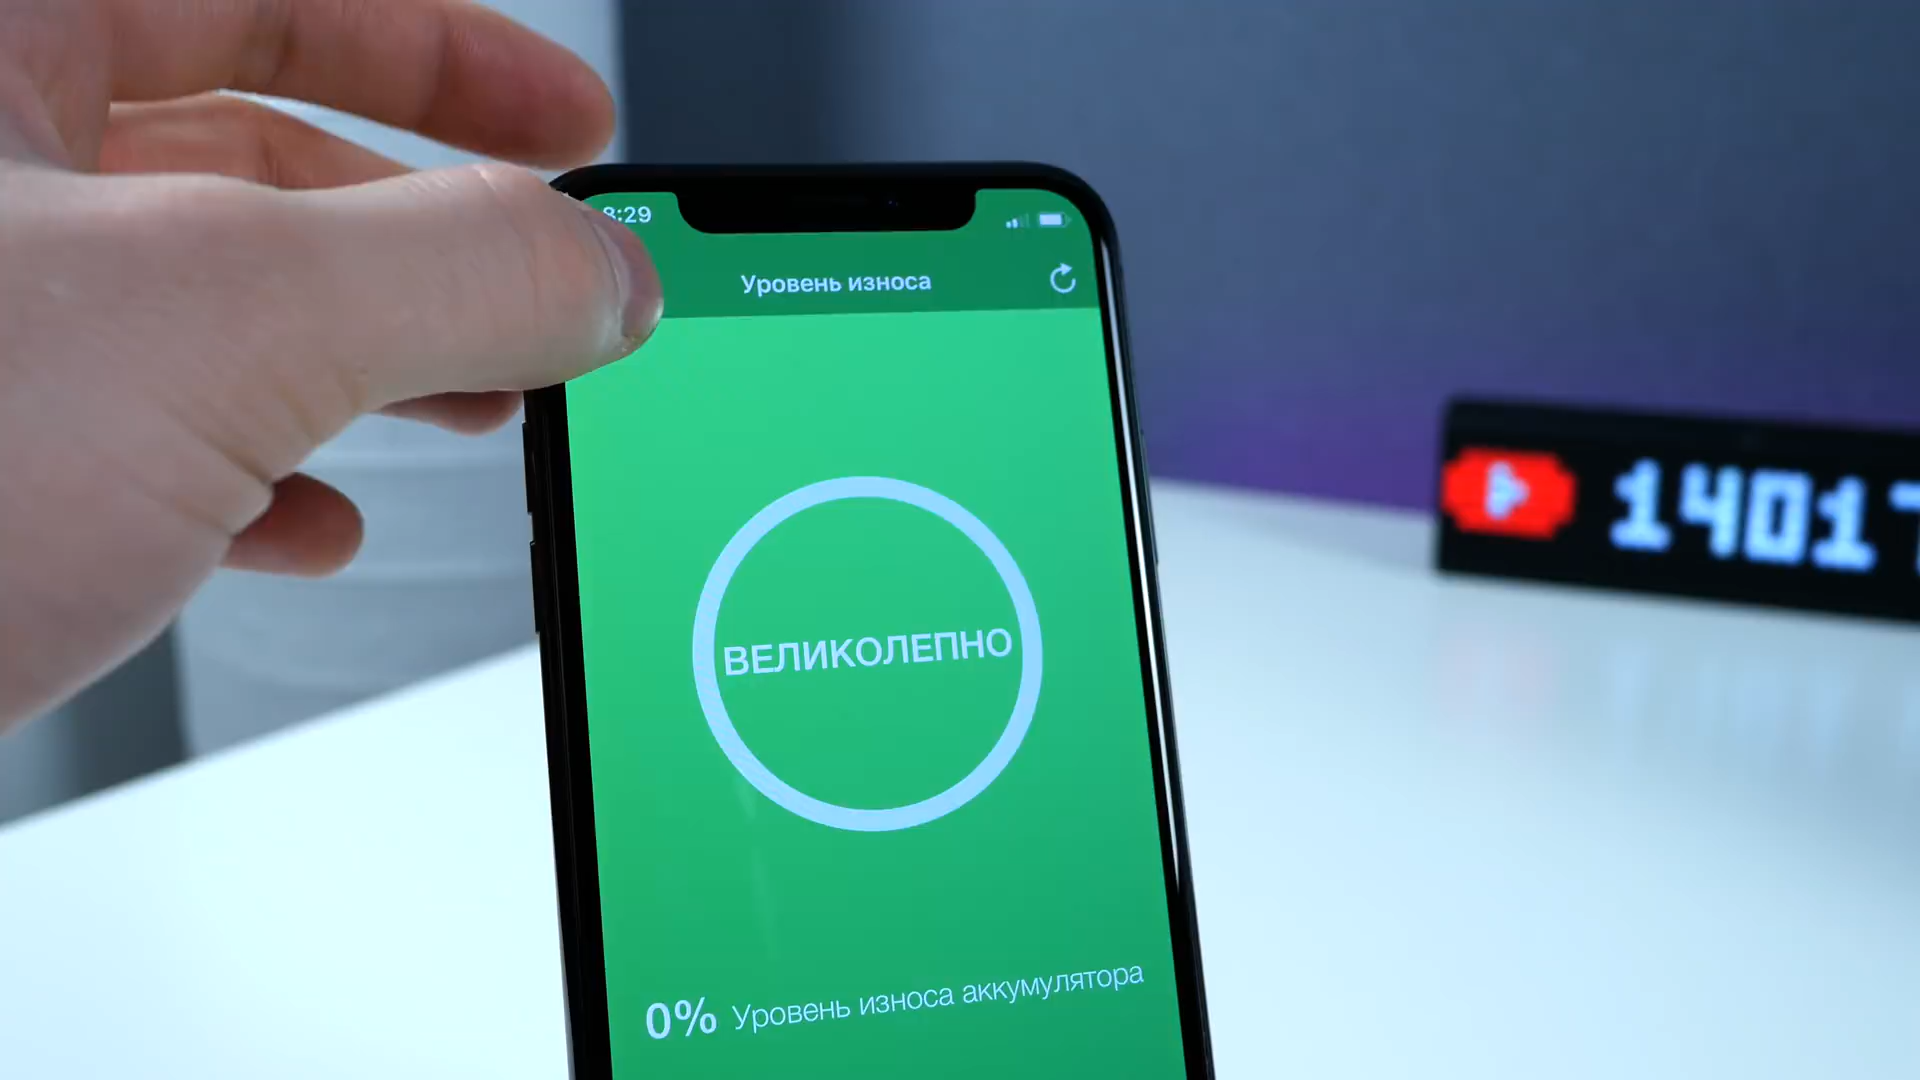 8:29
Уровень износа
ВЕЛИКОЛЕПНО
0% Уровень износа аккумулятора
1401